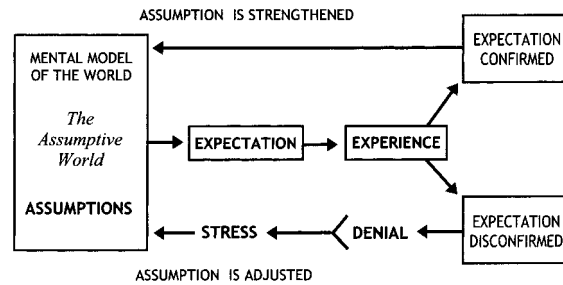 ASSUMPTION IS STRENGTHENED
MENTAL MODEL
OF THE WORLD
The
Assumptive
World
ASSUMPTIONS
EXPECTATION
EXPERIENCE
EXPECTATION
CONFIRMED
EXPECTATION
DISCONFIRMED
DENIAL
STRESS
ASSUMPTION IS ADJUSTED